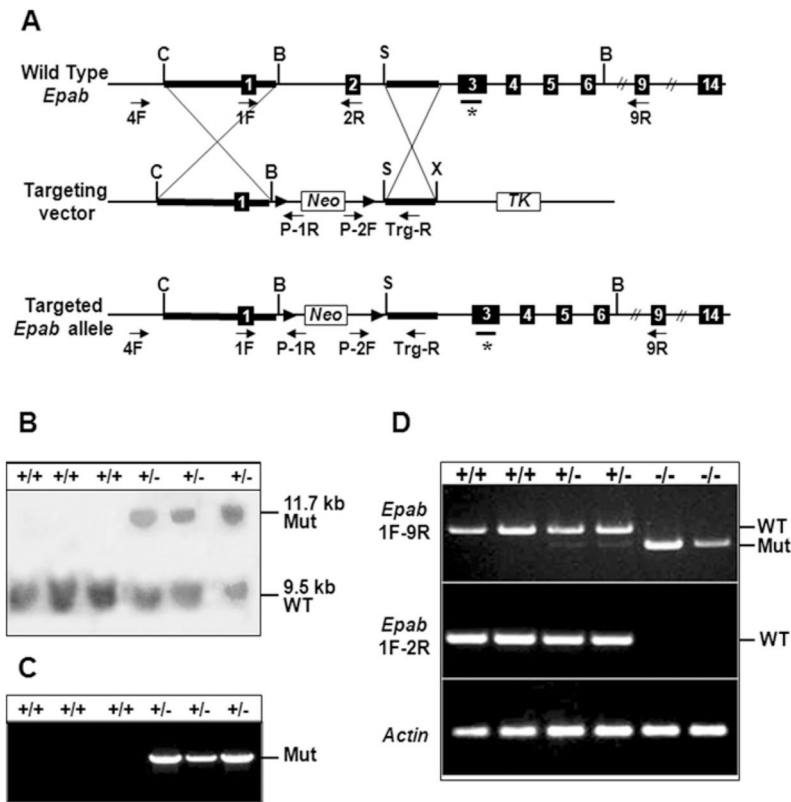 A
C B S B
Wild Type
Epab
1 2 3 4 5 6 // 9 // 14
4F 1F 2R * 9R
C B S X
Targeting
vector
1 Neo TK
P-1R P-2F Trg-R
C B S B
Targeted
Epab allele
1 Neo 3 4 5 6 // 9 // 14
4F 1F P-1R P-2F Trg-R * 9R
B
+/+ +/+ +/+ +/- +/- +/-
11.7 kb
Mut
9.5 kb
WT
C
+/+ +/+ +/+ +/- +/- +/-
Mut
D
+/+ +/+ +/- +/- -/- -/-
Epab
1F-9R
WT
Mut
Epab
1F-2R
WT
Actin